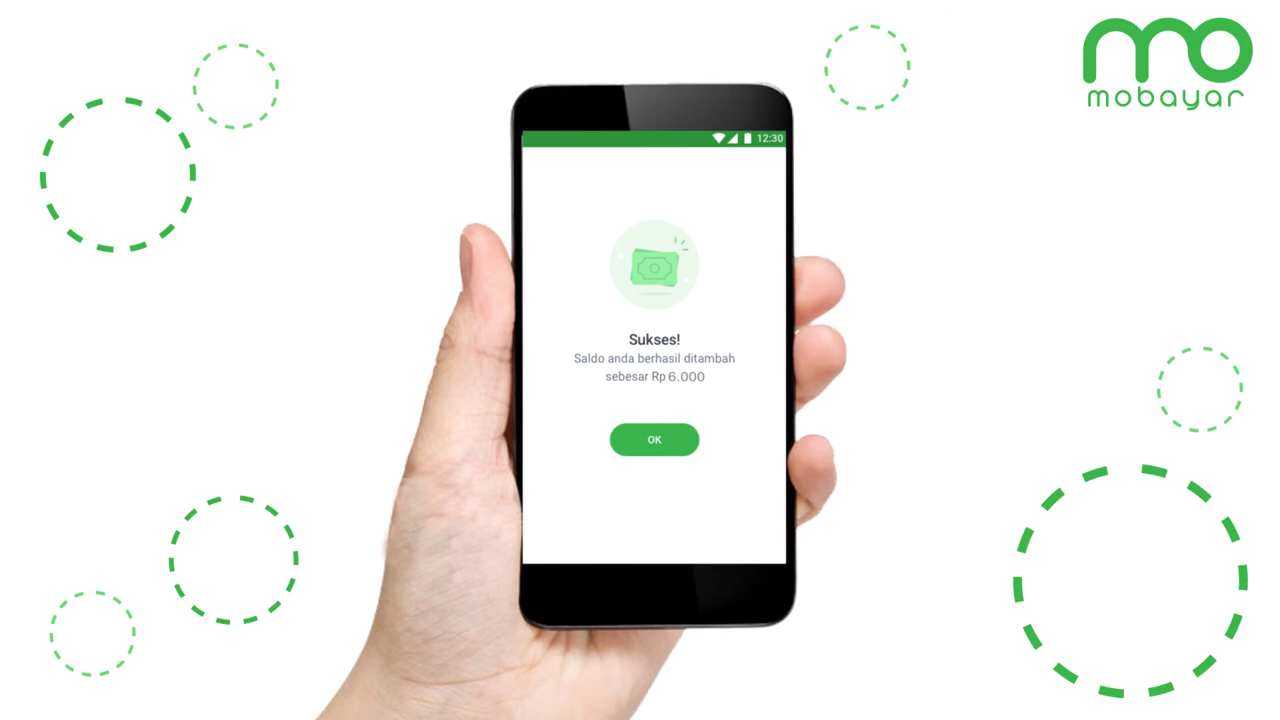 mo
mobayar
12:30
Sukses!
Saldo anda berhasil ditambah
sebesar Rp 6.000
OK